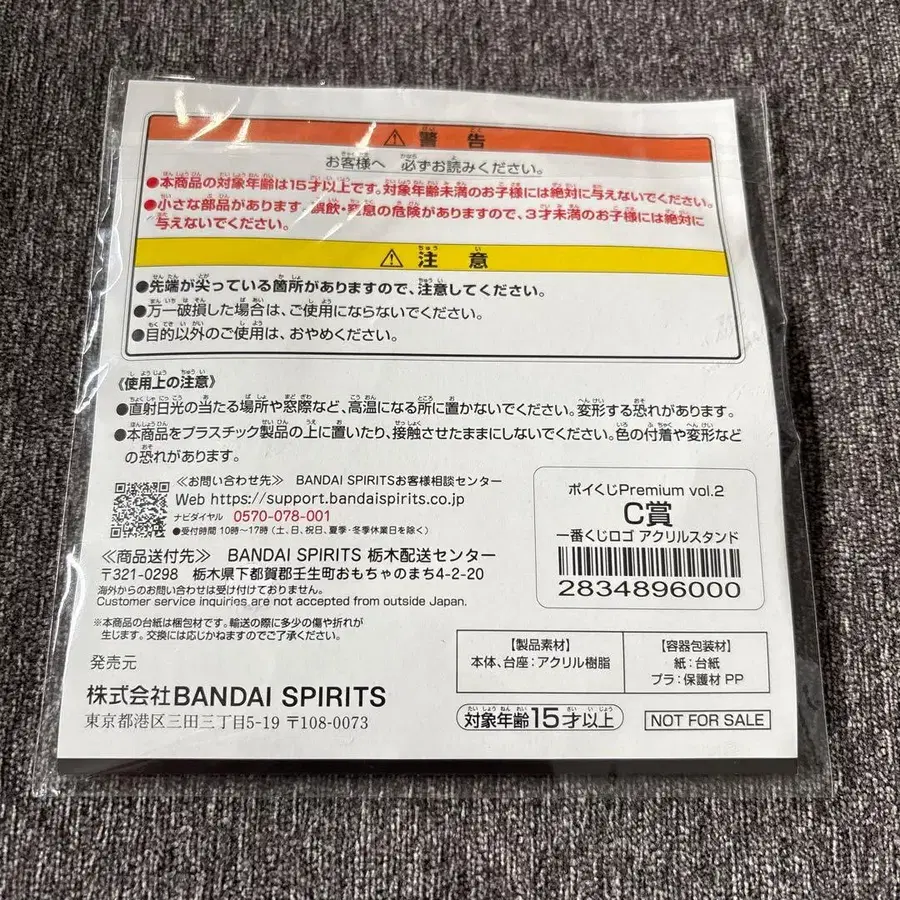 ⚠ 警告
お客様へ 必ずお読みください。
●本商品の対象年齢は15才以上です。対象年齢未満のお子様には絶対に与えないでください。
●小さな部品があります。誤飲・窒息の危険がありますので、3才未満のお子様には絶対に
与えないでください。
⚠ 注意
●先端が尖っている箇所がありますので、注意してください。
●万一破損した場合は、ご使用にならないでください。
●目的以外のご使用は、おやめください。
《使用上の注意》
●直射日光の当たる場所や窓際など、高温になる所に置かないでください。変形する恐れがあります。
●本商品をプラスチック製品の上に置いたり、接触させたままにしないでください。色の付着や変形など
の恐れがあります。
≪お問い合わせ先≫ BANDAI SPIRITSお客様相談センター
Web https://support.bandaispirits.co.jp
ナビダイヤル 0570-078-001
●受付時間 10時〜17時(土、日、祝日、夏季・冬季休業日を除く)
≪商品送付先≫ BANDAI SPIRITS 栃木配送センター
〒321-0298 栃木県下都賀郡壬生町おもちゃのまち4-2-20
海外からのお問い合わせは受け付けておりません。
Customer service inquiries are not accepted from outside Japan.
※本商品の台紙は梱包材です。輸送の際に多少の傷や折れが
生じます。交換には応じかねますのでご了承ください。
発売元
株式会社BANDAI SPIRITS
東京都港区三田三丁目5-19 〒108-0073
ポイくじPremium vol.2
C賞
一番くじロゴ アクリルスタンド
2834896000
【製品素材】
本体、台座:アクリル樹脂
【容器包装材】
紙:台紙
プラ:保護材 PP
対象年齢15才以上
NOT FOR SALE